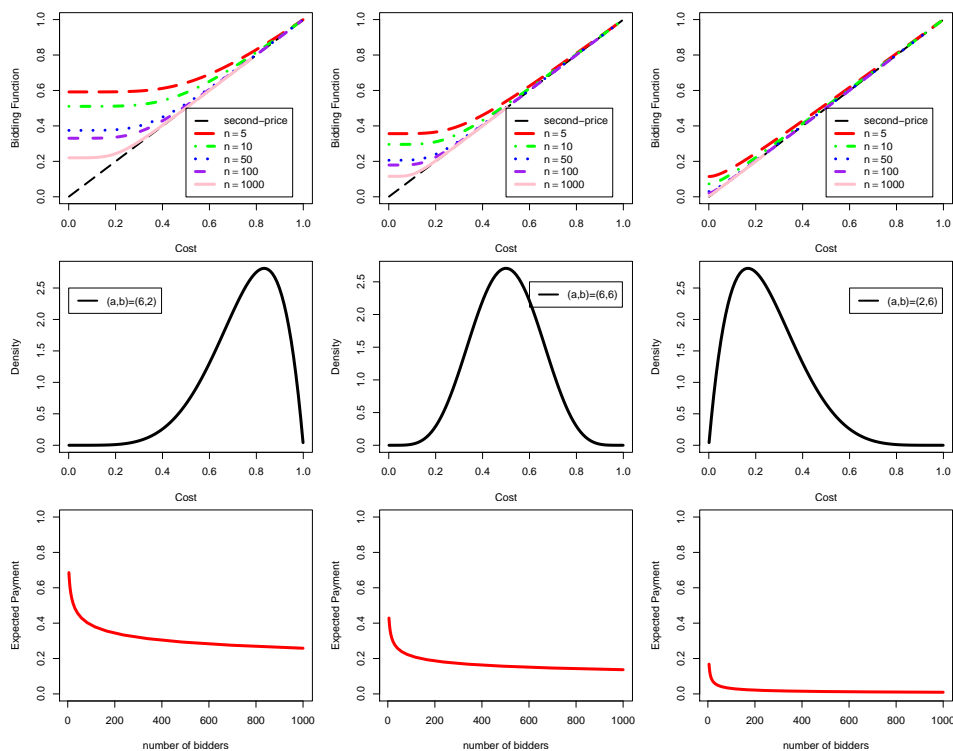 Bidding Function
1.0
0.8
0.6
0.4
0.2
0.0
second−price
n = 5
n = 10
n = 50
n = 100
n = 1000
0.0 0.2 0.4 0.6 0.8 1.0
Cost
Bidding Function
1.0
0.8
0.6
0.4
0.2
0.0
second−price
n = 5
n = 10
n = 50
n = 100
n = 1000
0.0 0.2 0.4 0.6 0.8 1.0
Cost
Bidding Function
1.0
0.8
0.6
0.4
0.2
0.0
second−price
n = 5
n = 10
n = 50
n = 100
n = 1000
0.0 0.2 0.4 0.6 0.8 1.0
Cost
Density
2.5
2.0
1.5
1.0
0.5
0.0
(a,b)=(6,2)
0.0 0.2 0.4 0.6 0.8 1.0
Cost
Density
2.5
2.0
1.5
1.0
0.5
0.0
(a,b)=(6,6)
0.0 0.2 0.4 0.6 0.8 1.0
Cost
Density
2.5
2.0
1.5
1.0
0.5
0.0
(a,b)=(2,6)
0.0 0.2 0.4 0.6 0.8 1.0
Cost
Expected Payment
1.0
0.8
0.6
0.4
0.2
0.0
0 200 400 600 800 1000
number of bidders
Expected Payment
1.0
0.8
0.6
0.4
0.2
0.0
0 200 400 600 800 1000
number of bidders
Expected Payment
1.0
0.8
0.6
0.4
0.2
0.0
0 200 400 600 800 1000
number of bidders